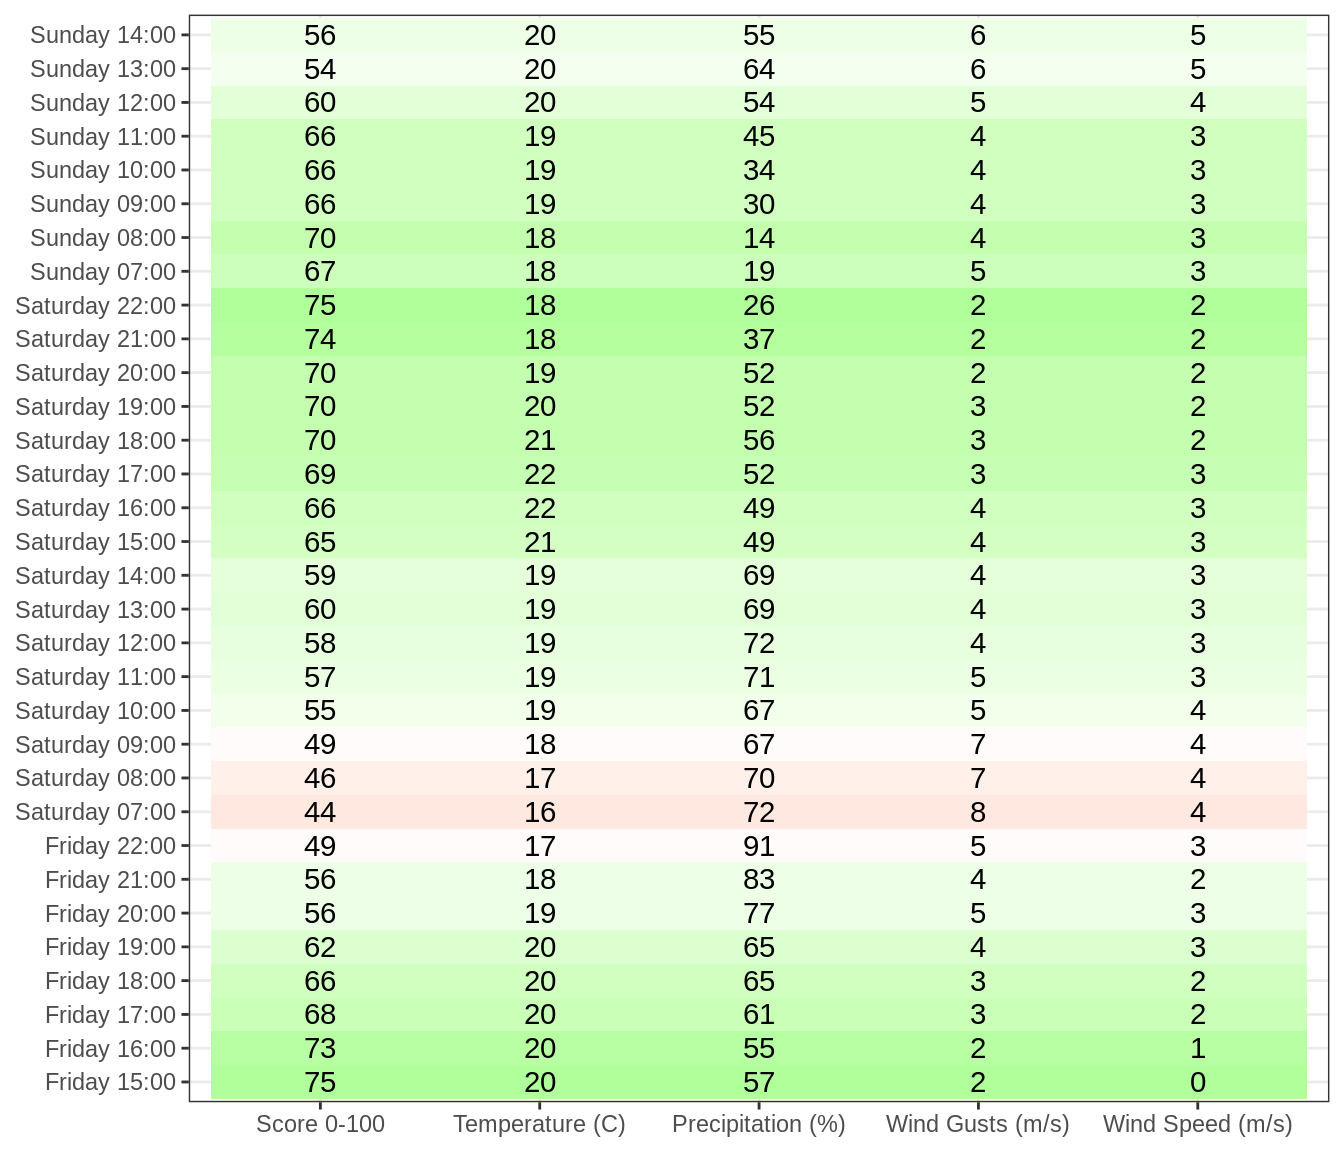 Sunday 14:00 56 20 55 6 5
Sunday 13:00 54 20 64 6 5
Sunday 12:00 60 20 54 5 4
Sunday 11:00 66 19 45 4 3
Sunday 10:00 66 19 34 4 3
Sunday 09:00 66 19 30 4 3
Sunday 08:00 70 18 14 4 3
Sunday 07:00 67 18 19 5 3
Saturday 22:00 75 18 26 2 2
Saturday 21:00 74 18 37 2 2
Saturday 20:00 70 19 52 2 2
Saturday 19:00 70 20 52 3 2
Saturday 18:00 70 21 56 3 2
Saturday 17:00 69 22 52 3 3
Saturday 16:00 66 22 49 4 3
Saturday 15:00 65 21 49 4 3
Saturday 14:00 59 19 69 4 3
Saturday 13:00 60 19 69 4 3
Saturday 12:00 58 19 72 4 3
Saturday 11:00 57 19 71 5 3
Saturday 10:00 55 19 67 5 4
Saturday 09:00 49 18 67 7 4
Saturday 08:00 46 17 70 7 4
Saturday 07:00 44 16 72 8 4
Friday 22:00 49 17 91 5 3
Friday 21:00 56 18 83 4 2
Friday 20:00 56 19 77 5 3
Friday 19:00 62 20 65 4 3
Friday 18:00 66 20 65 3 2
Friday 17:00 68 20 61 3 2
Friday 16:00 73 20 55 2 1
Friday 15:00 75 20 57 2 0
Score 0-100 Temperature (C) Precipitation (%) Wind Gusts (m/s) Wind Speed (m/s)